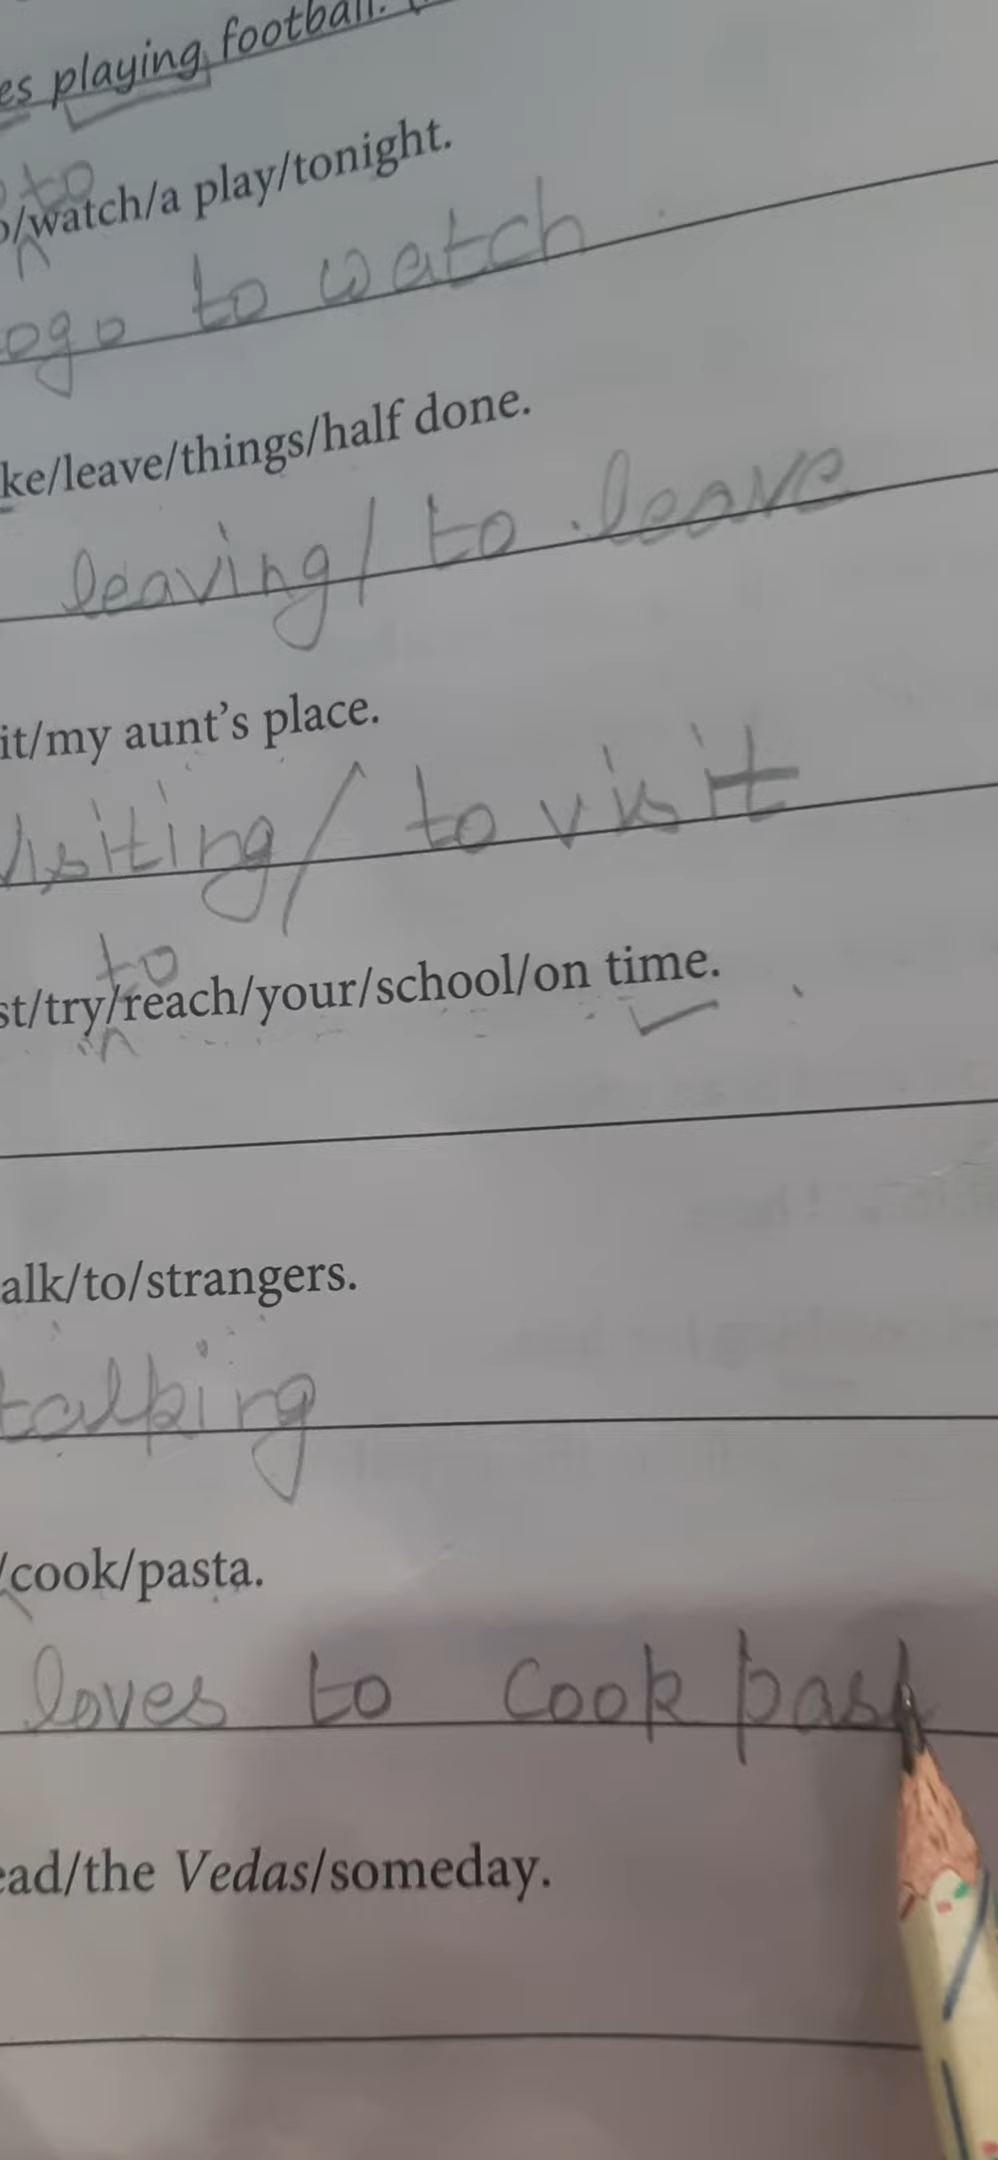 es playing football.
to
/watch/a play/tonight.
go to watch
ke/leave/things/half done.
leaving/ to leave
it/my aunt's place.
visiting/ to visit
to
st/try/reach/your/school/on time.
alk/to/strangers.
talking
/cook/pasta.
loves to cook past
ead/the Vedas/someday.